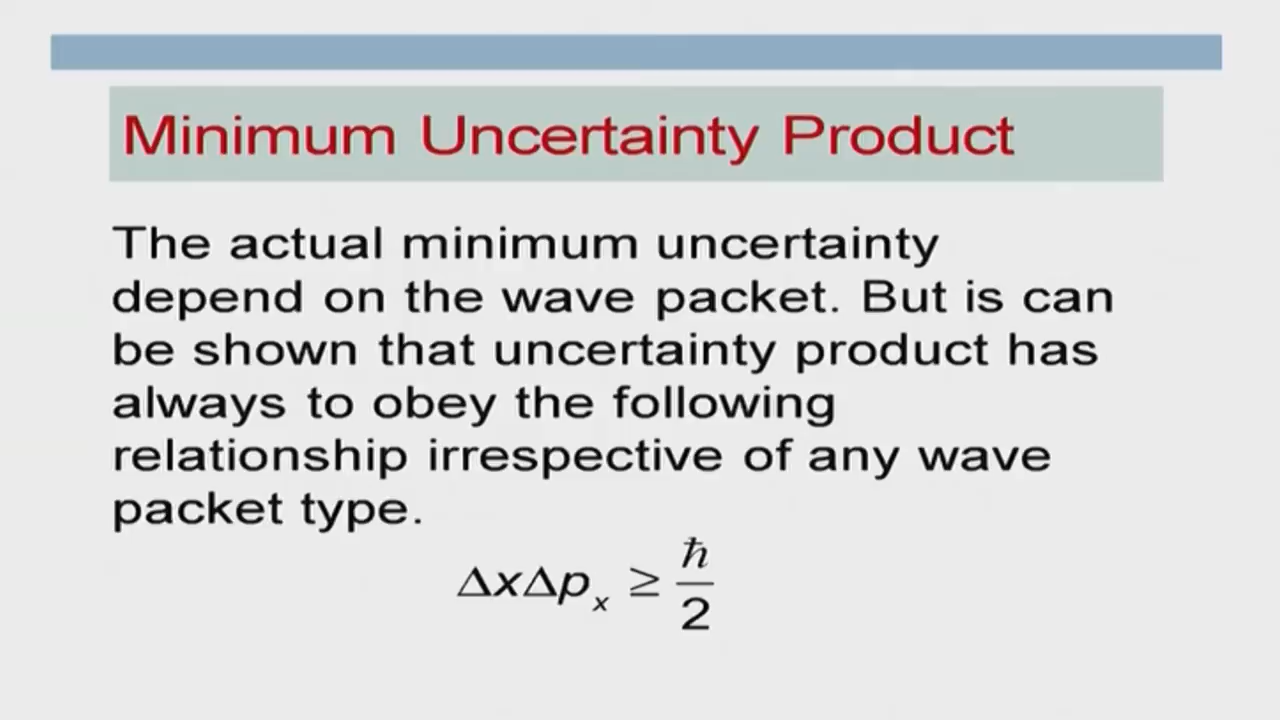 Minimum Uncertainty Product
The actual minimum uncertainty
depend on the wave packet. But is can
be shown that uncertainty product has
always to obey the following
relationship irrespective of any wave
packet type.
ΔxΔpₓ ≥ ħ/2